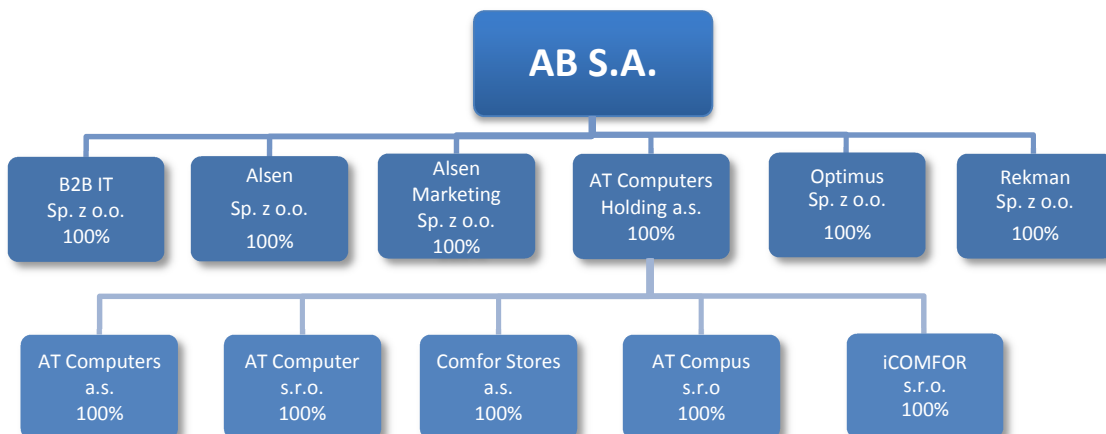 AB S.A.
B2B IT
Sp. z o.o.
100%
Alsen
Sp. z o.o.
100%
Alsen
Marketing
Sp. z o.o.
100%
AT Computers
Holding a.s.
100%
Optimus
Sp. z o.o.
100%
Rekman
Sp. z o.o.
100%
AT Computers
a.s.
100%
AT Computer
s.r.o.
100%
Comfor Stores
a.s.
100%
AT Compus
s.r.o
100%
iCOMFOR
s.r.o.
100%